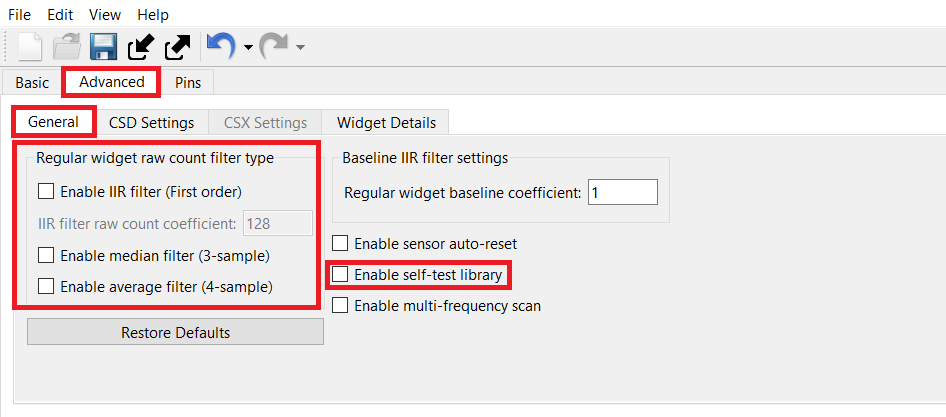 File Edit View Help
Basic Advanced Pins
General CSD Settings CSX Settings Widget Details
Regular widget raw count filter type
Enable IIR filter (First order)
IIR filter raw count coefficient: 128
Enable median filter (3-sample)
Enable average filter (4-sample)
Restore Defaults
Baseline IIR filter settings
Regular widget baseline coefficient: 1
Enable sensor auto-reset
Enable self-test library
Enable multi-frequency scan